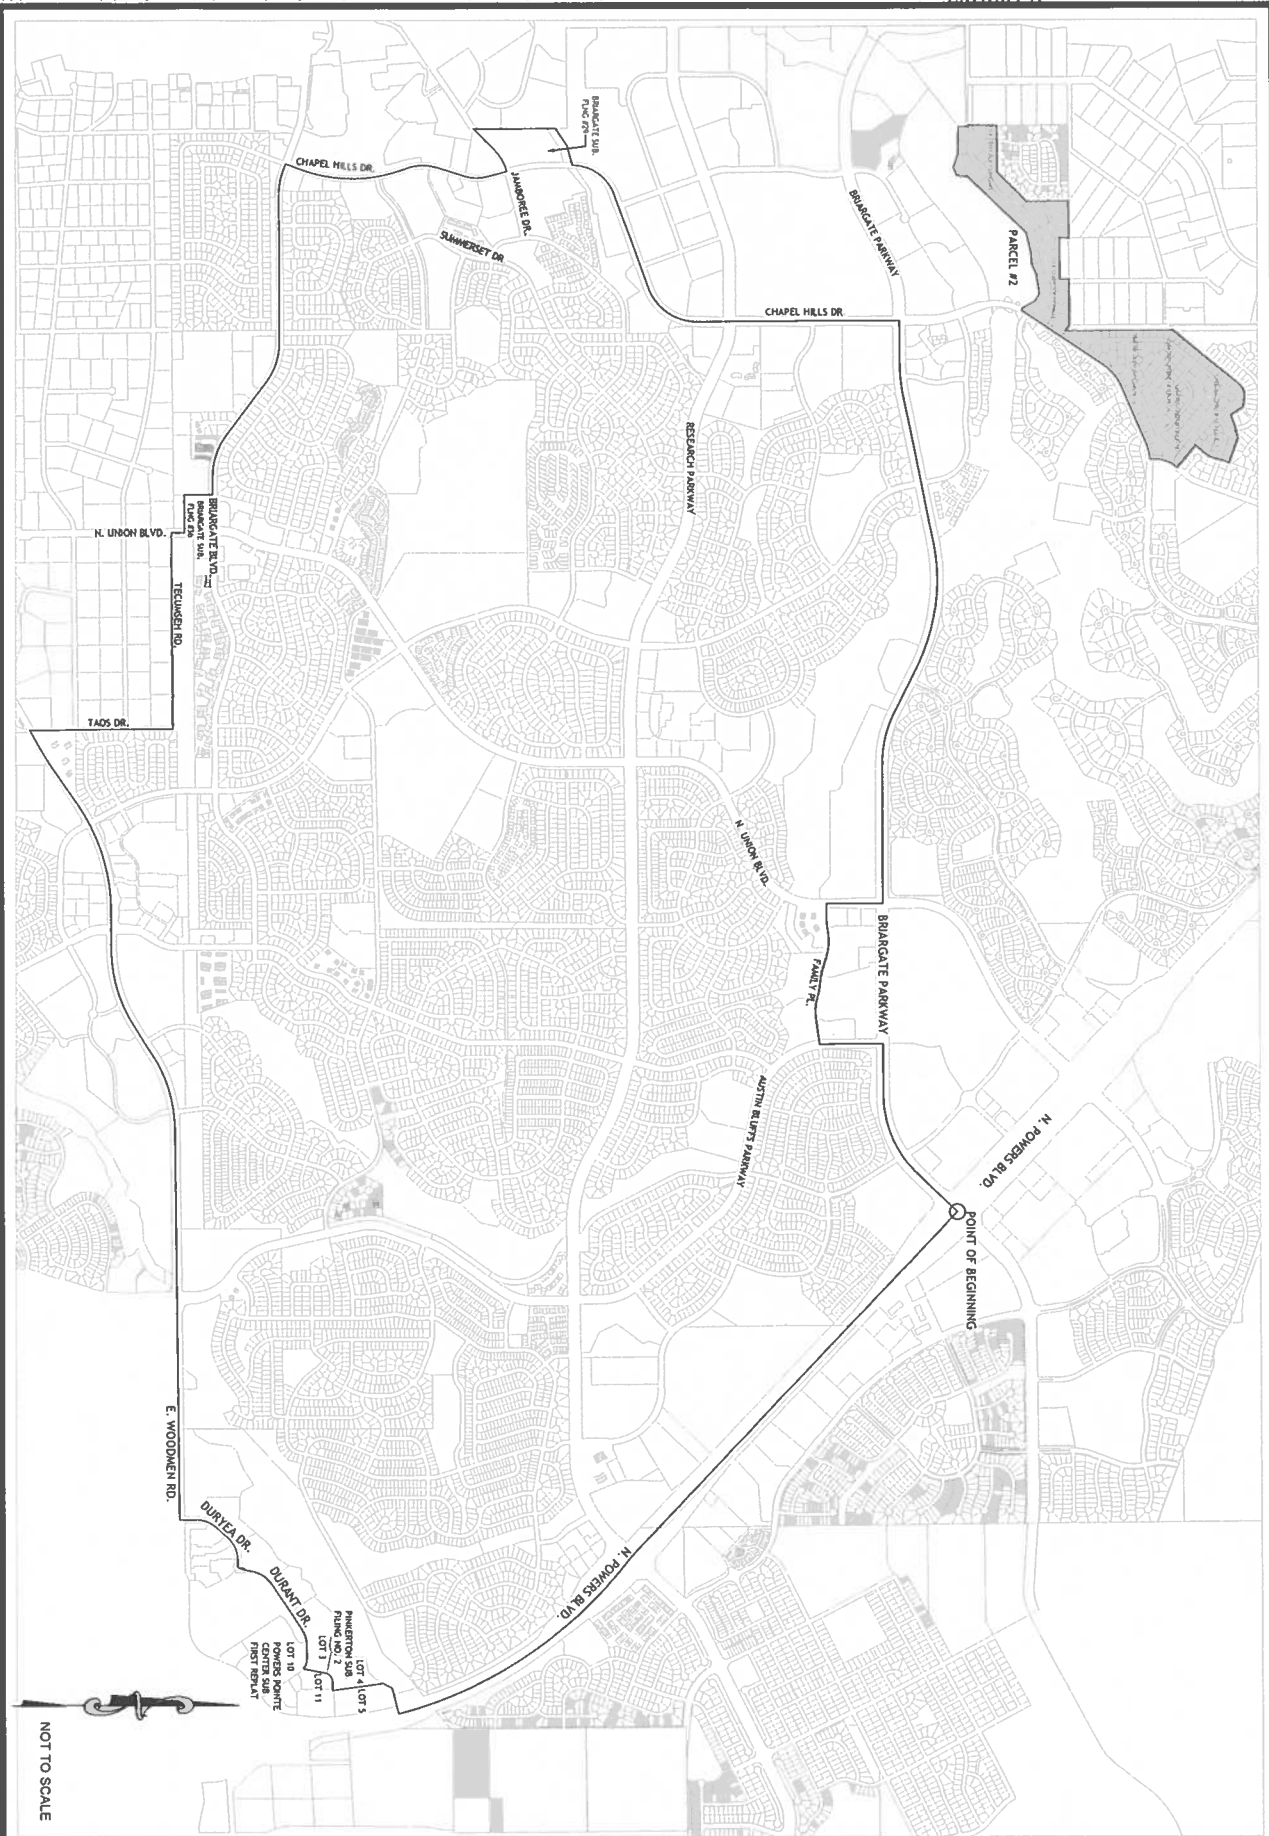 BRIARGATE SUB.
FLNG #29
CHAPEL HILLS DR.
JAMBOREE DR.
SUMMERSET DR
BRIARGATE PARKWAY
PARCEL #2
CHAPEL HILLS DR
RESEARCH PARKWAY
BRIARGATE BLVD.
BRIARGATE SUB.
FLNG #36
N. UNION BLVD.
TECUMSEH RD.
TAOS DR.
N. UNION BLVD.
BRIARGATE PARKWAY
FAMILY PL.
AUSTIN BLUFFS PARKWAY
N. POWERS BLVD.
POINT OF BEGINNING
E. WOODMEN RD.
DURYEA DR.
DURANT DR.
N. POWERS BLVD.
PINKERTON SUB
FILING NO. 2
LOT 3
LOT 4
LOT 5
LOT 11
LOT 10
POWERS POINTE
CENTER SUB
FIRST REPLAT
NOT TO SCALE